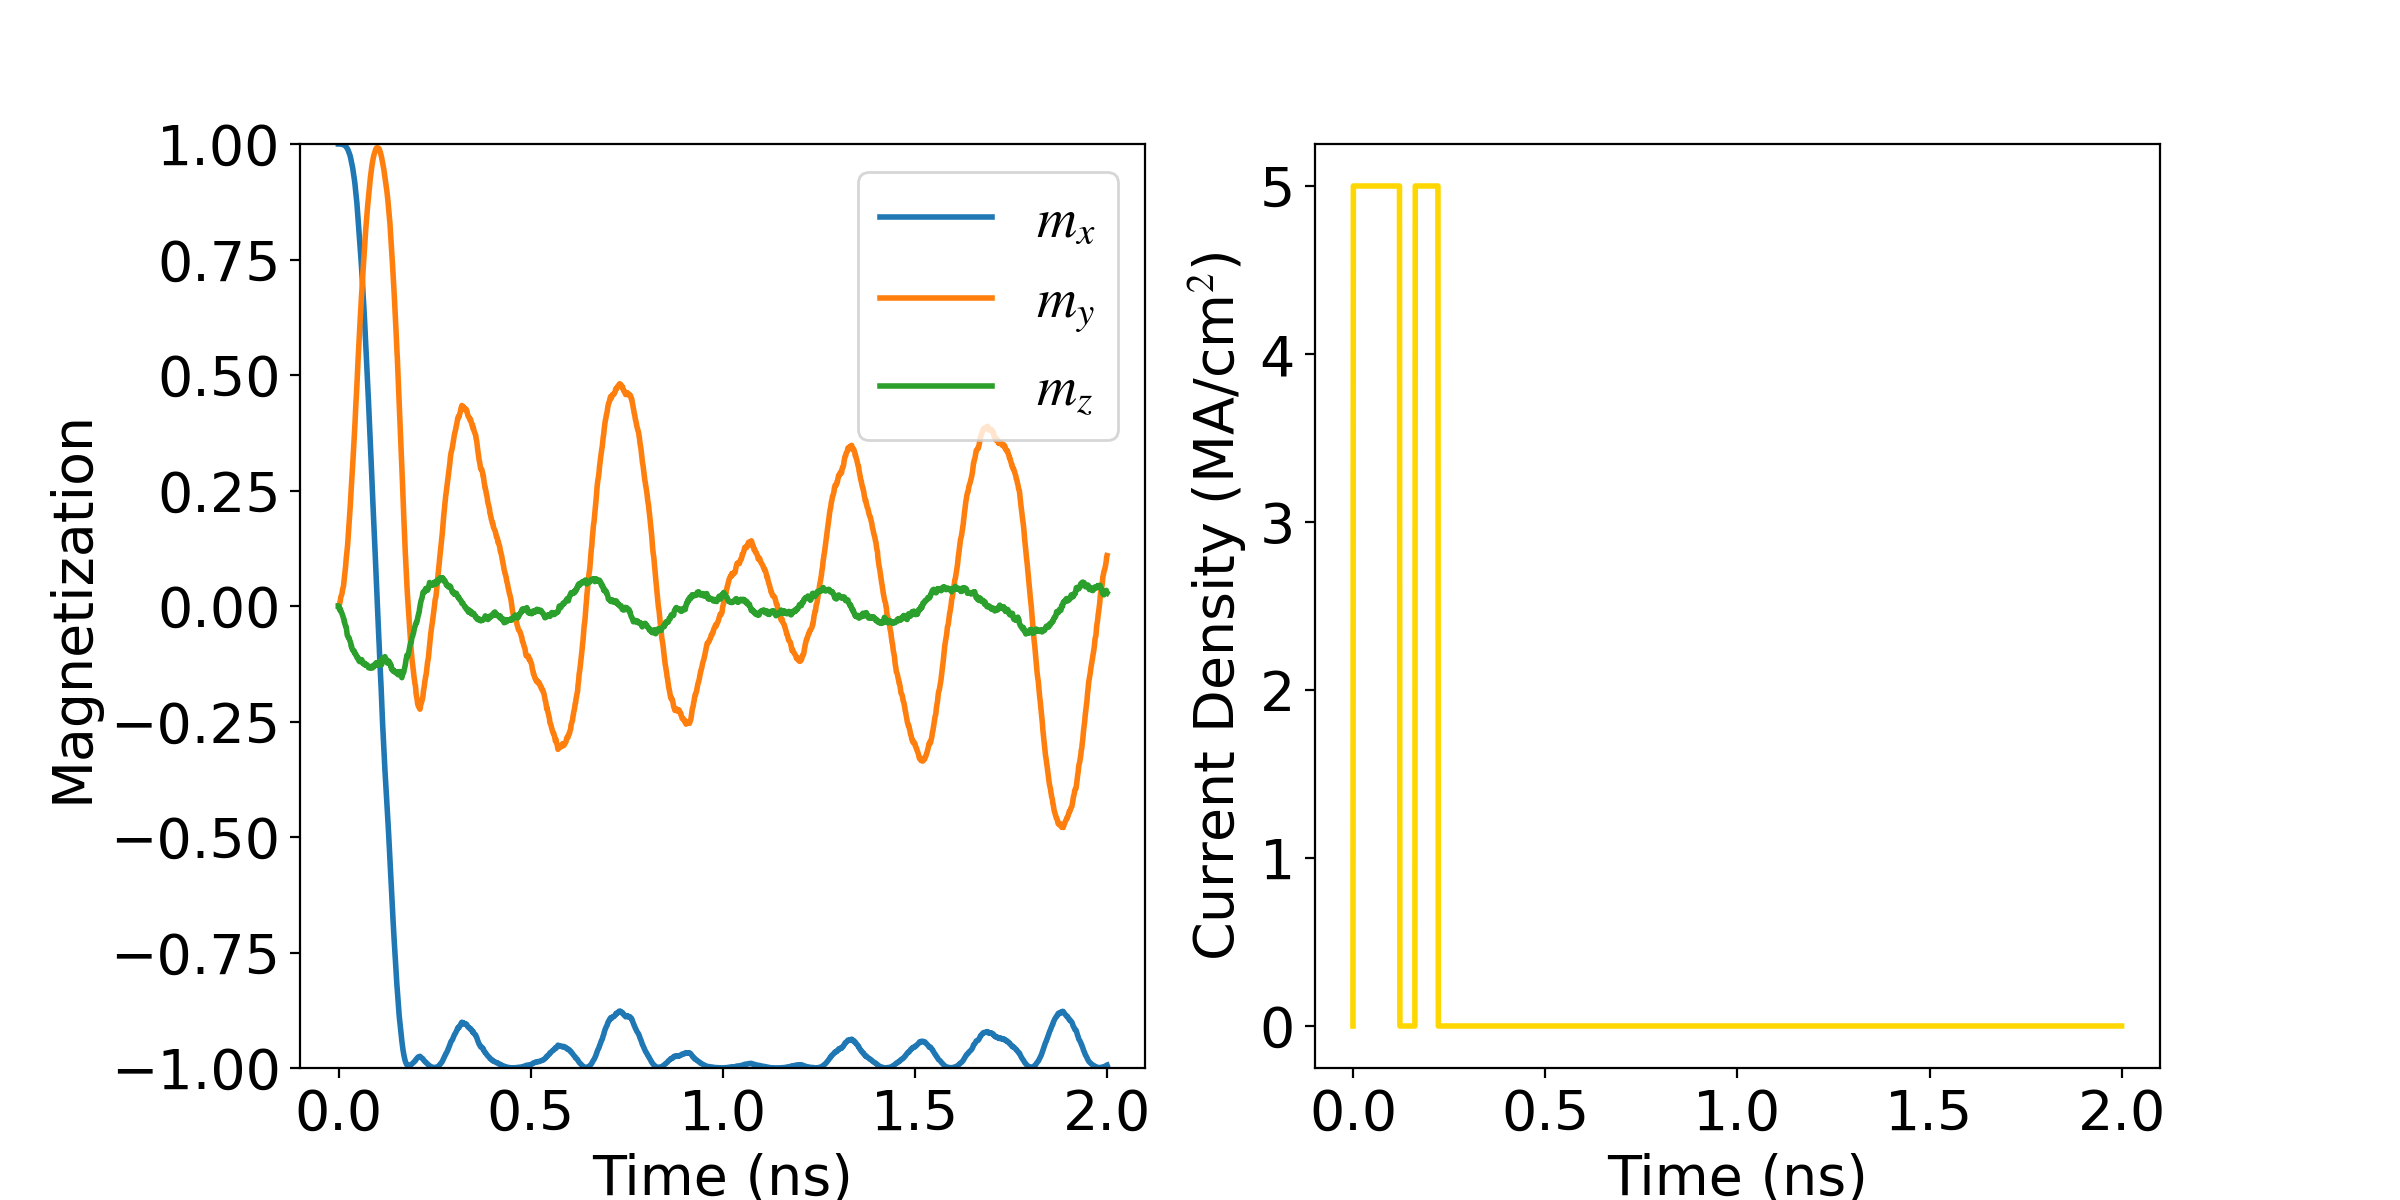 1.00
0.75
0.50
0.25
0.00
−0.25
−0.50
−0.75
−1.00
0.0 0.5 1.0 1.5 2.0
Time (ns)
Magnetization
m_x
m_y
m_z
5
4
3
2
1
0
0.0 0.5 1.0 1.5 2.0
Time (ns)
Current Density (MA/cm²)